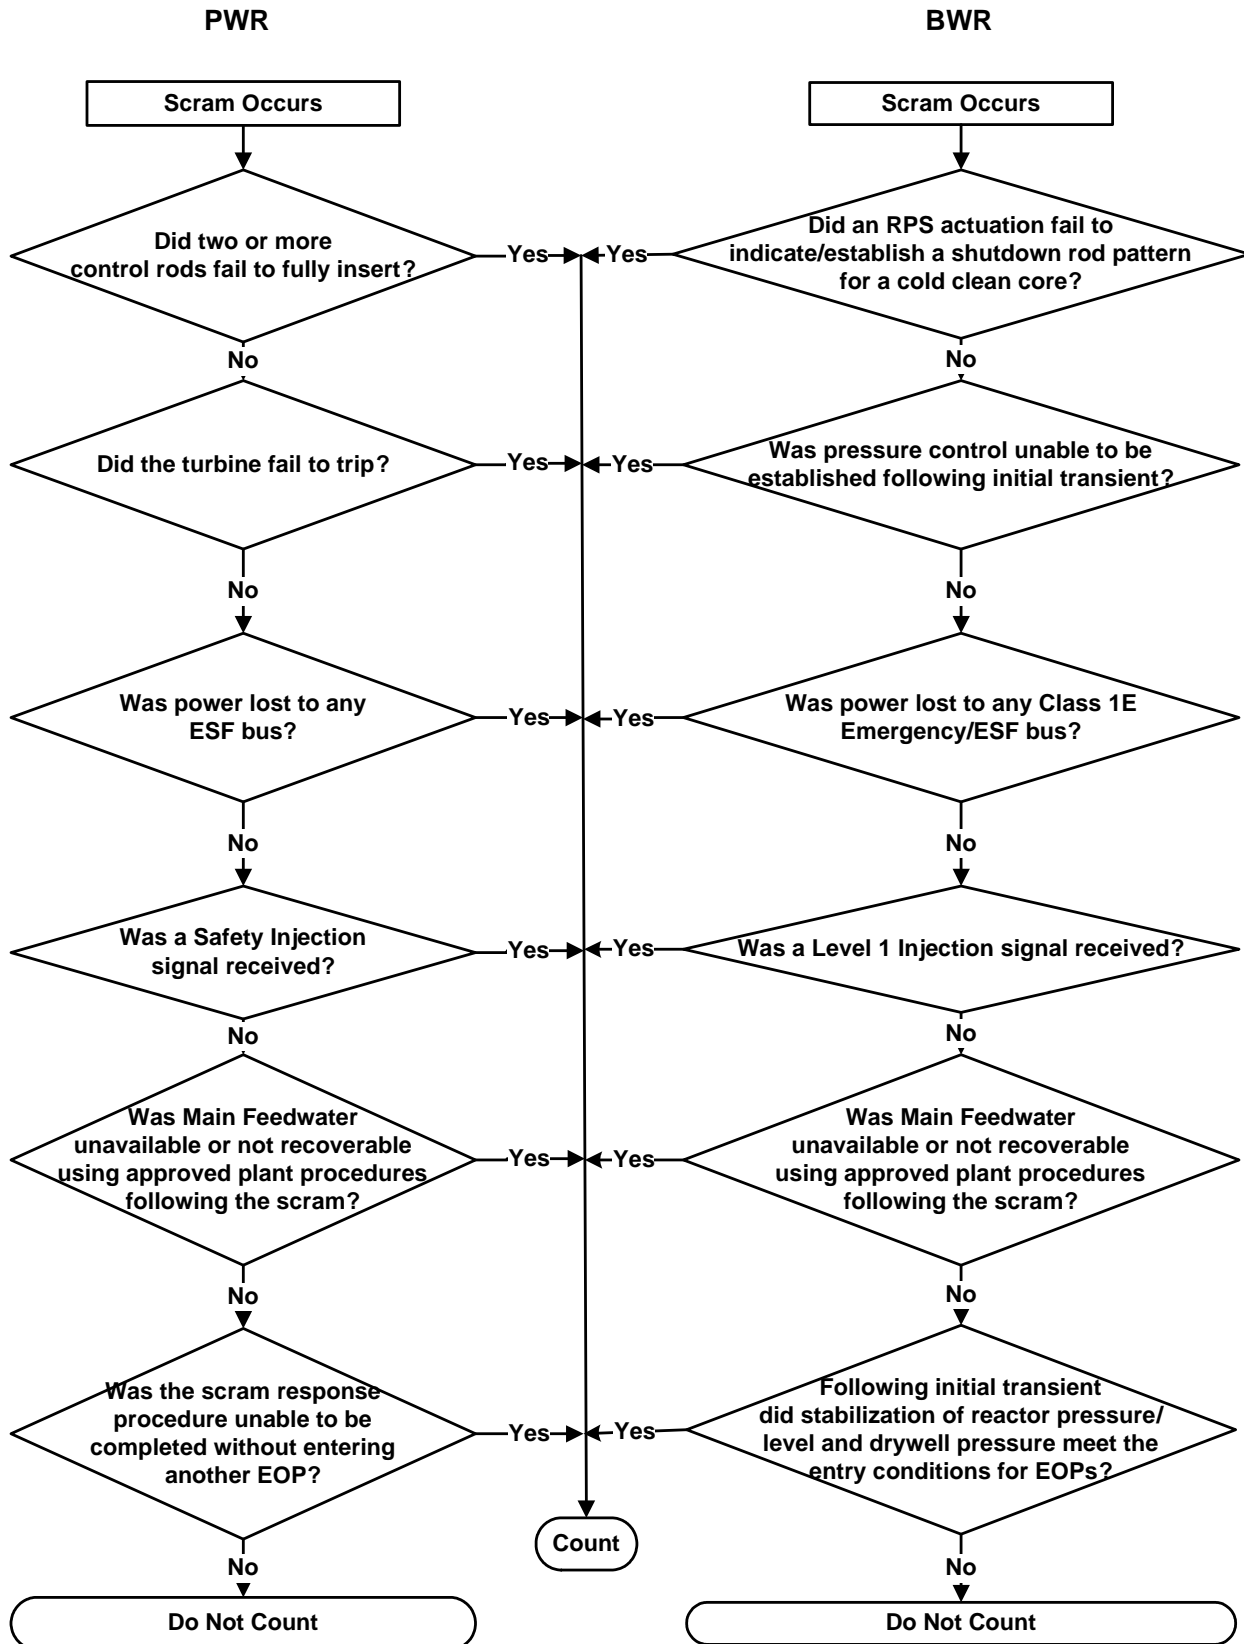 PWR
BWR
Scram Occurs
Scram Occurs
Did two or more
control rods fail to fully insert?
Yes
Yes
Did an RPS actuation fail to
indicate/establish a shutdown rod pattern
for a cold clean core?
No
No
Did the turbine fail to trip?
Yes
Yes
Was pressure control unable to be
established following initial transient?
No
No
Was power lost to any
ESF bus?
Yes
Yes
Was power lost to any Class 1E
Emergency/ESF bus?
No
No
Was a Safety Injection
signal received?
Yes
Yes
Was a Level 1 Injection signal received?
No
No
Was Main Feedwater
unavailable or not recoverable
using approved plant procedures
following the scram?
Yes
Yes
Was Main Feedwater
unavailable or not recoverable
using approved plant procedures
following the scram?
No
No
Was the scram response
procedure unable to be
completed without entering
another EOP?
Yes
Yes
Following initial transient
did stabilization of reactor pressure/
level and drywell pressure meet the
entry conditions for EOPs?
Count
No
No
Do Not Count
Do Not Count